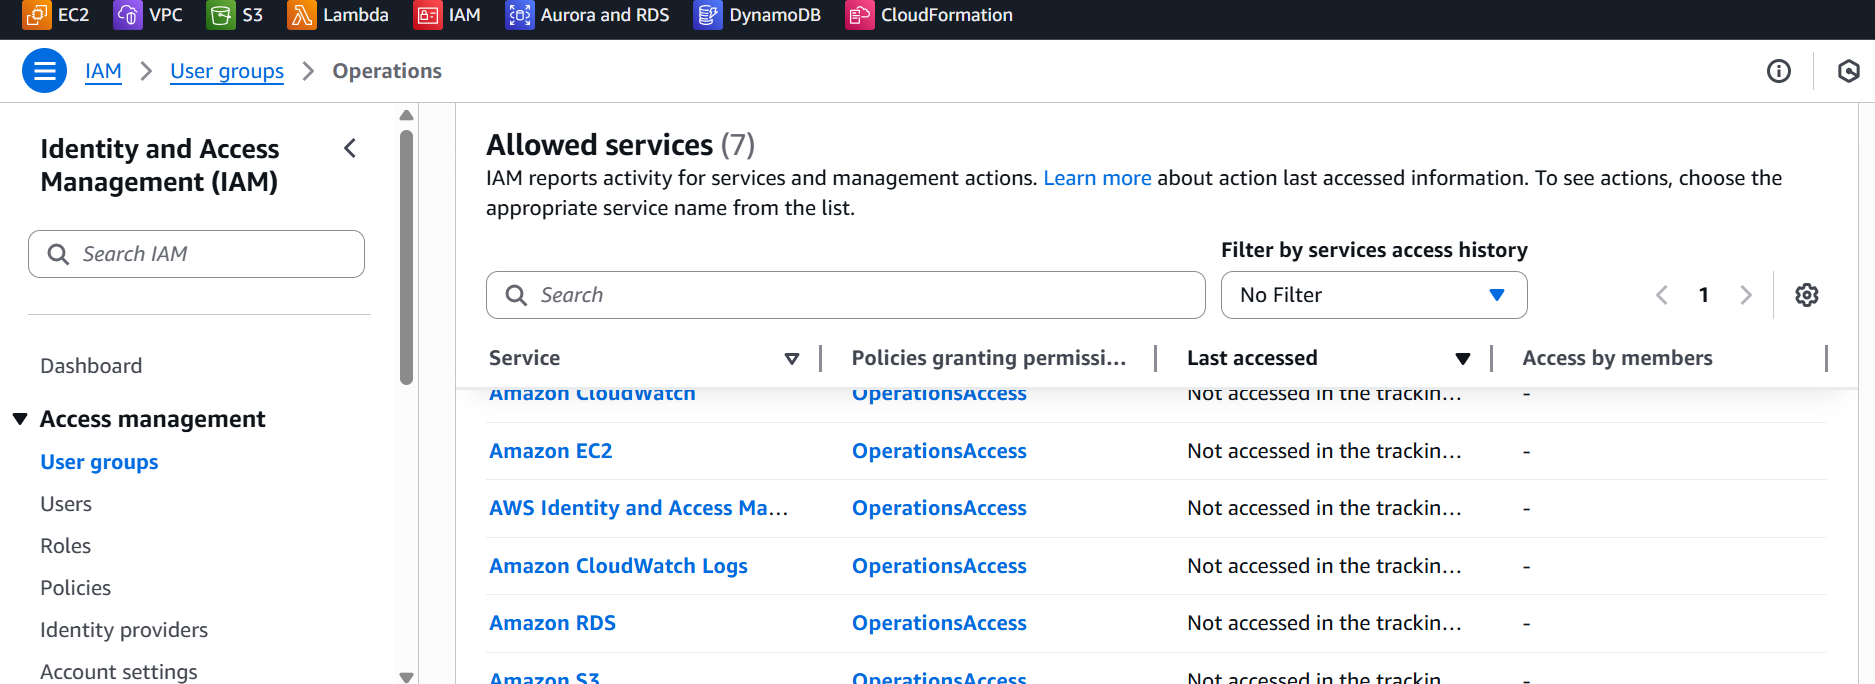 EC2 VPC S3 Lambda IAM Aurora and RDS DynamoDB CloudFormation
IAM User groups Operations
Identity and Access
Management (IAM)
Search IAM
Dashboard
Access management
User groups
Users
Roles
Policies
Identity providers
Account settings
Allowed services (7)
IAM reports activity for services and management actions. Learn more about action last accessed information. To see actions, choose the
appropriate service name from the list.
Filter by services access history
Search No Filter 1
Service Policies granting permissi... Last accessed Access by members
Amazon CloudWatch OperationsAccess Not accessed in the trackin... -
Amazon EC2 OperationsAccess Not accessed in the trackin... -
AWS Identity and Access Ma... OperationsAccess Not accessed in the trackin... -
Amazon CloudWatch Logs OperationsAccess Not accessed in the trackin... -
Amazon RDS OperationsAccess Not accessed in the trackin... -
Amazon S3 OperationsAccess Not accessed in the trackin... -